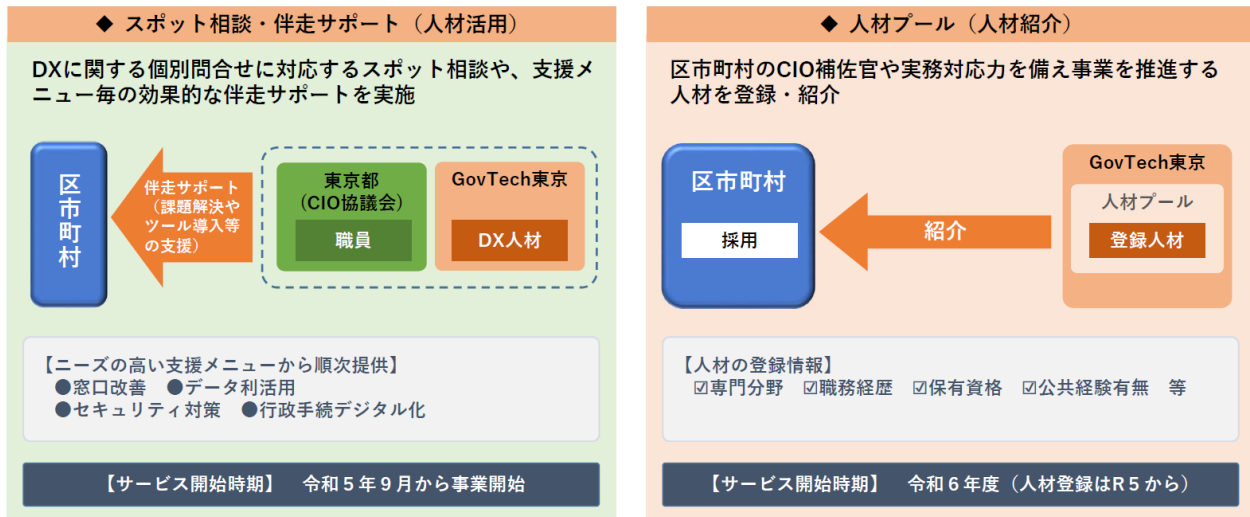 ◆ スポット相談・伴走サポート（人材活用）
DXに関する個別問合せに対応するスポット相談や、支援メ
ニュー毎の効果的な伴走サポートを実施
区市町村
伴走サポート
（課題解決や
ツール導入等
の支援）
東京都
（CIO協議会）
職員
GovTech東京
DX人材
【ニーズの高い支援メニューから順次提供】
●窓口改善　●データ利活用
●セキュリティ対策　●行政手続デジタル化
【サービス開始時期】　令和５年９月から事業開始
◆ 人材プール（人材紹介）
区市町村のCIO補佐官や実務対応力を備え事業を推進する
人材を登録・紹介
区市町村
採用
紹介
GovTech東京
人材プール
登録人材
【人材の登録情報】
☑専門分野　☑職務経歴　☑保有資格　☑公共経験有無　等
【サービス開始時期】　令和６年度（人材登録はR５から）